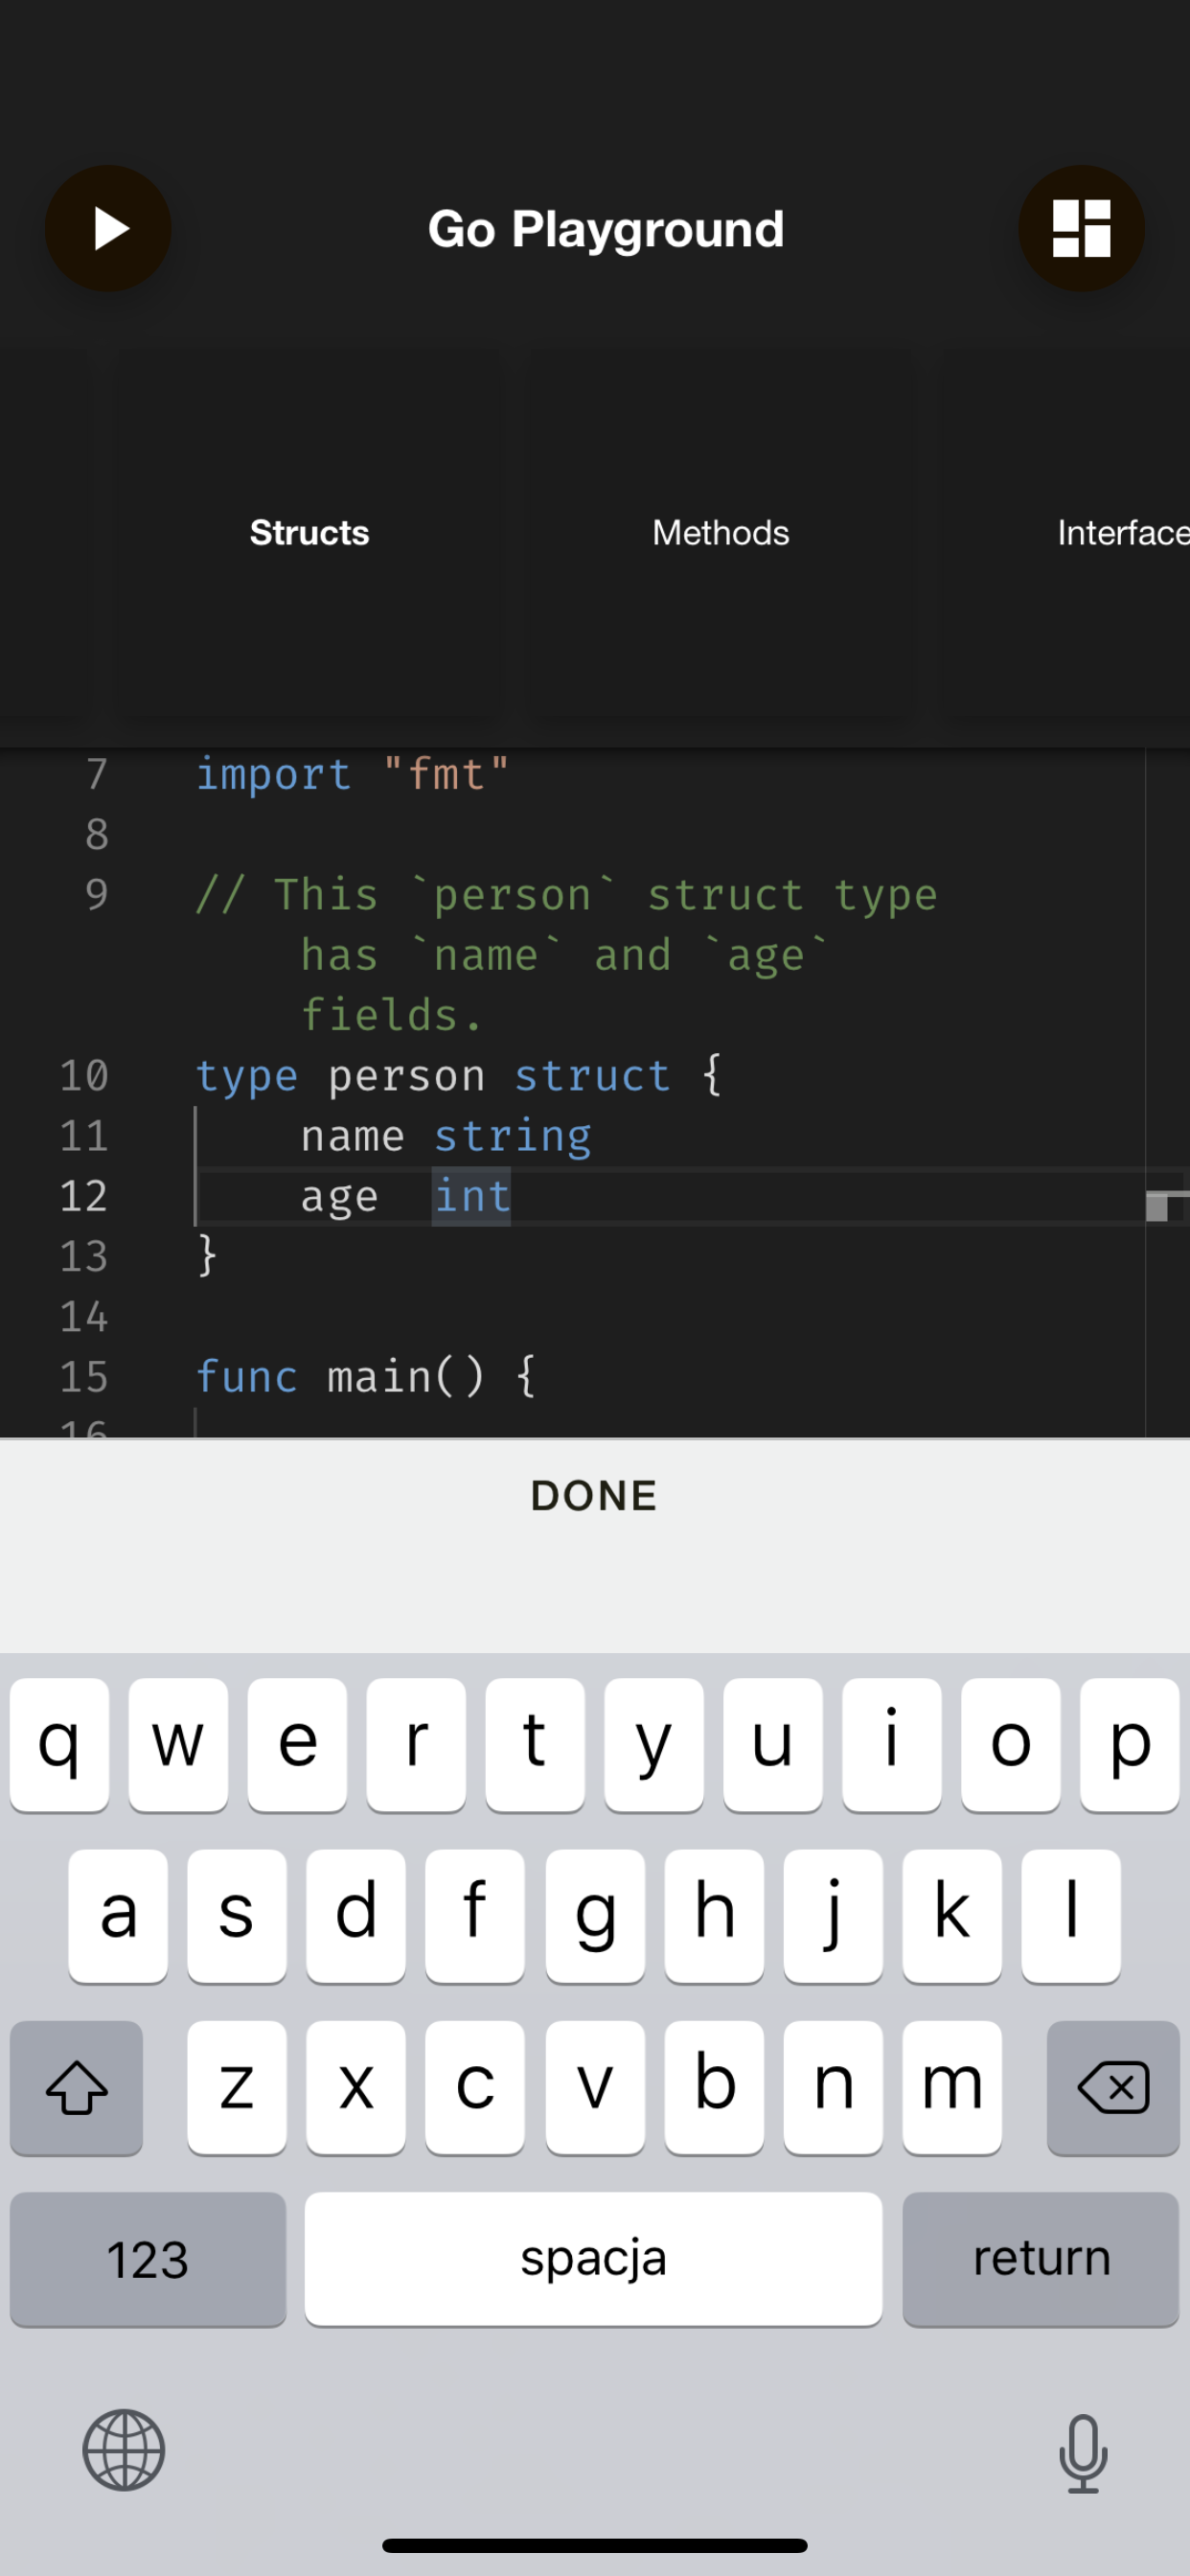 Go Playground
Structs
Methods
Interface
7 import "fmt"
8
9 // This `person` struct type
has `name` and `age`
fields.
10 type person struct {
11 name string
12 age  int
13 }
14
15 func main() {
16
DONE
q w e r t y u i o p
a s d f g h j k l
z x c v b n m
123 spacja return